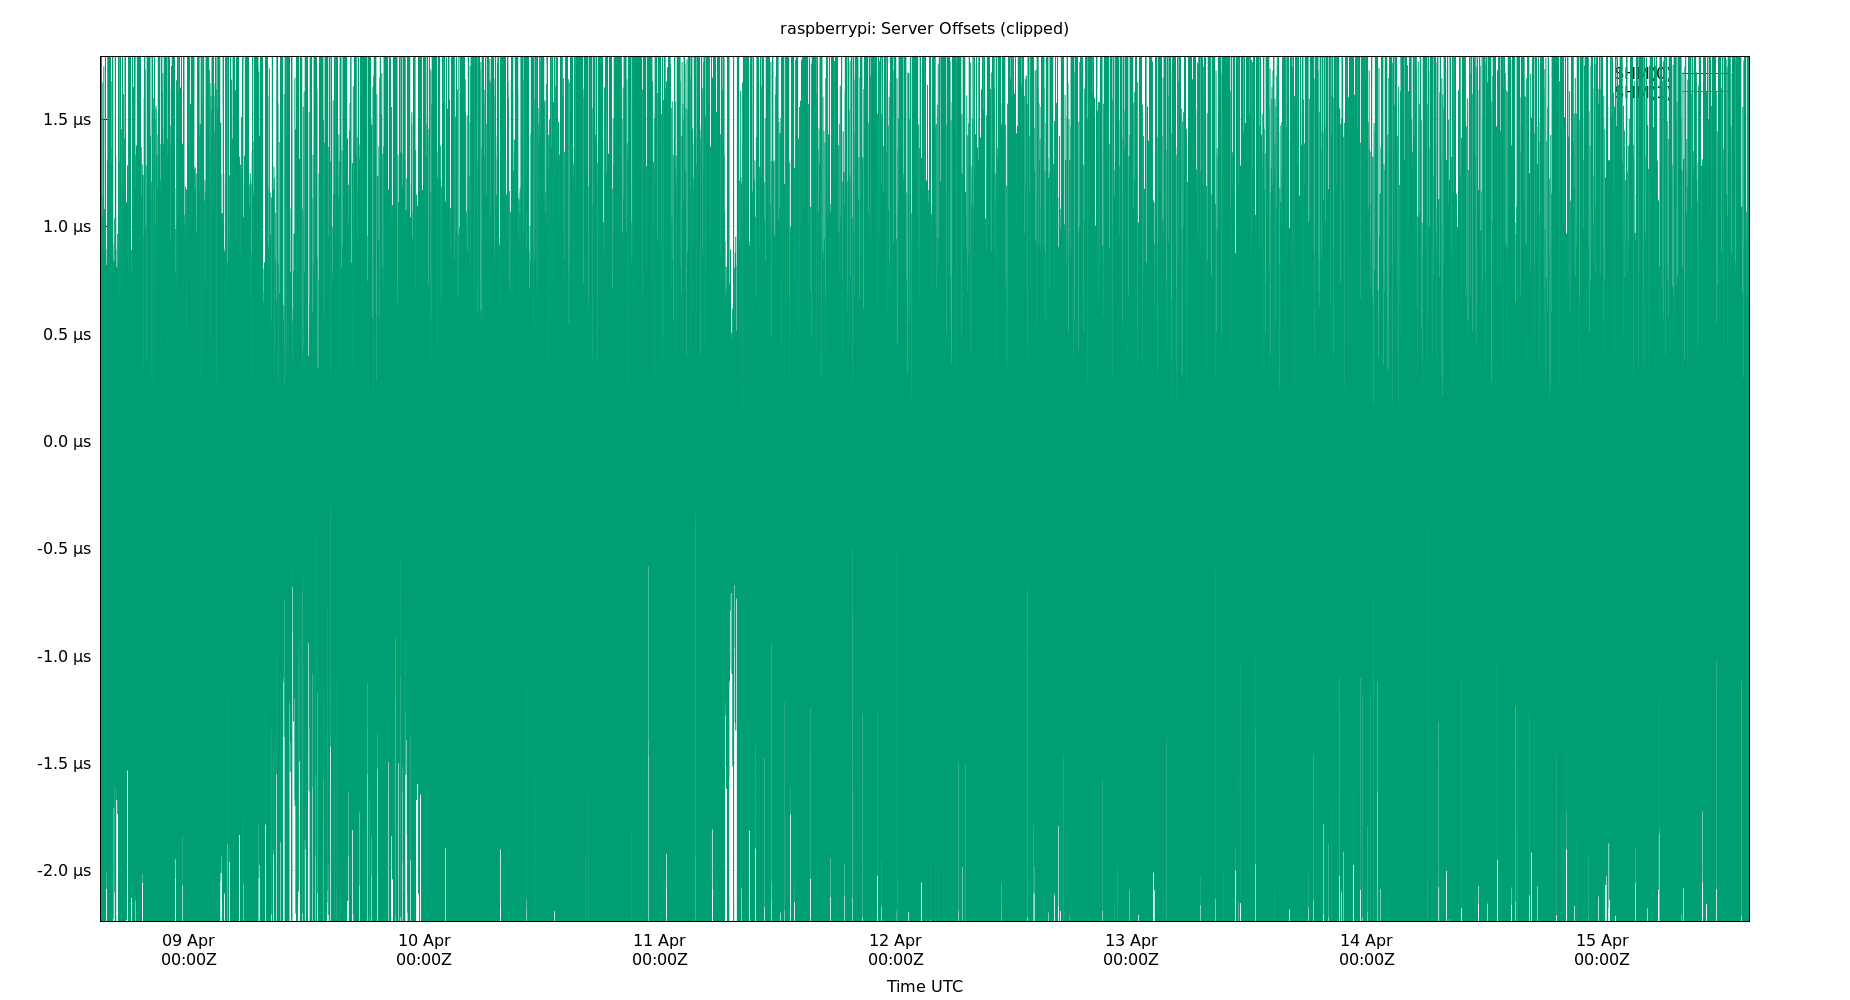 raspberrypi: Server Offsets (clipped)
SHM(0)
1.5 µs
1.0 µs
0.5 µs
0.0 µs
-0.5 µs
-1.0 µs
-1.5 µs
-2.0 µs
09 Apr 10 Apr 11 Apr 12 Apr 13 Apr 14 Apr 15 Apr
00:00Z 00:00Z 00:00Z 00:00Z 00:00Z 00:00Z 00:00Z
Time UTC